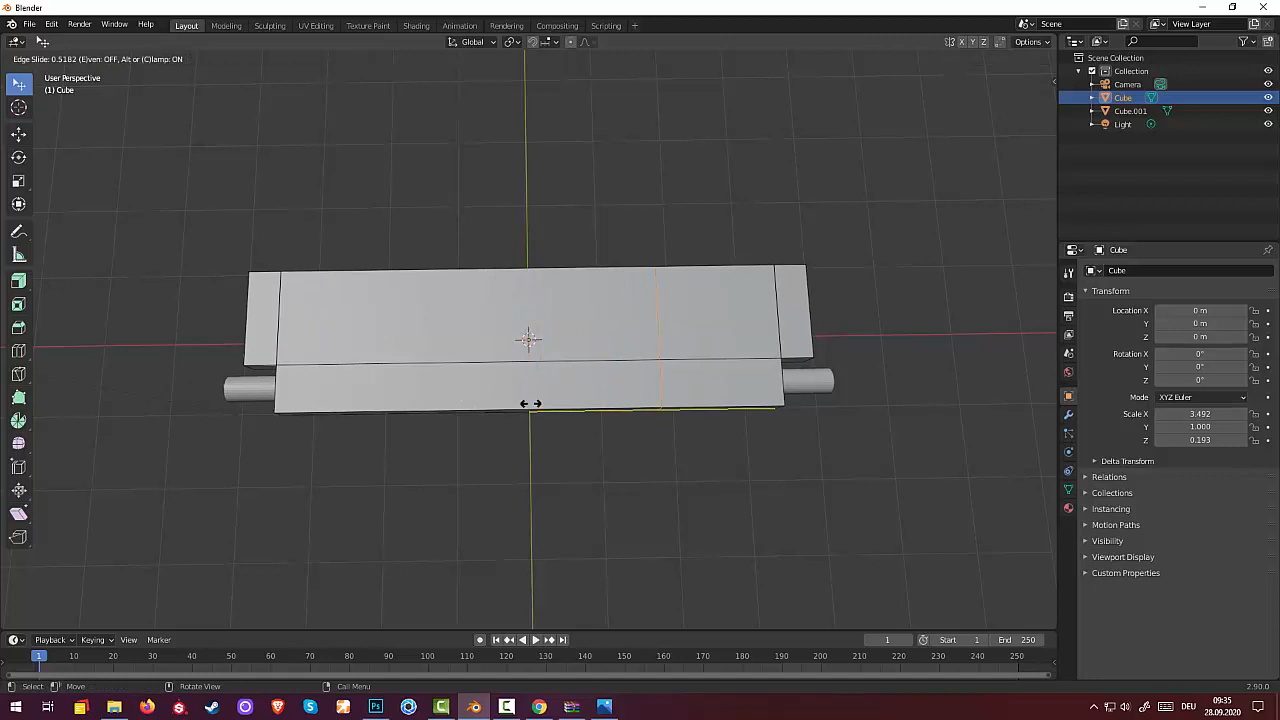 Blender
File Edit Render Window Help
Layout Modeling Sculpting UV Editing Texture Paint Shading Animation Rendering Compositing Scripting +
Scene
View Layer
Global
X Y Z
Options
Edge Slide: 0.5182 (E)ven: OFF, Alt or (C)lamp: ON
User Perspective
(1) Cube
Scene Collection
Collection
Camera
Cube
Cube.001
Light
Cube
Cube
Transform
Location X 0 m
Y 0 m
Z 0 m
Rotation X 0°
Y 0°
Z 0°
Mode XYZ Euler
Scale X 3.492
Y 1.000
Z 0.193
Delta Transform
Relations
Collections
Instancing
Motion Paths
Visibility
Viewport Display
Custom Properties
Playback Keying View Marker
1 Start 1 End 250
1 10 20 30 40 50 60 70 80 90 100 110 120 130 140 150 160 170 180 190 200 210 220 230 240 250
Select Move Rotate View Call Menu
2.90.0
DEU
09:35
28.09.2020